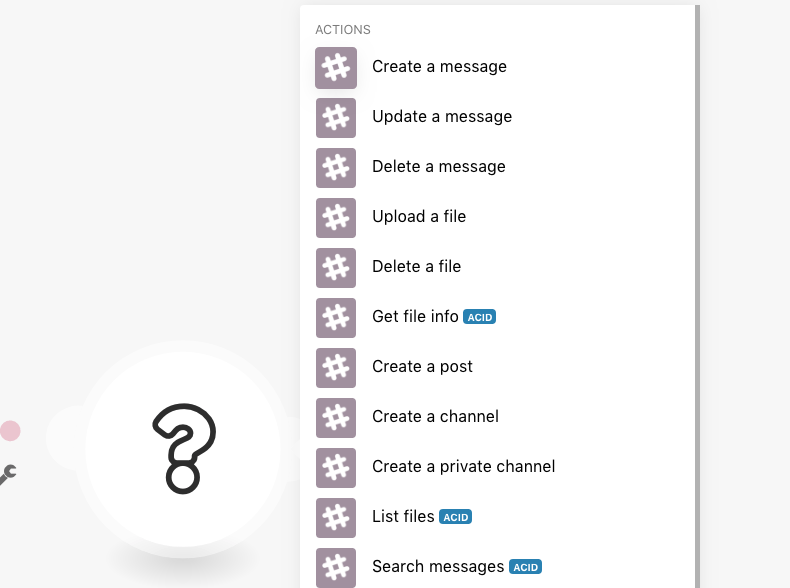 ACTIONS
Create a message
Update a message
Delete a message
Upload a file
Delete a file
Get file info ACID
Create a post
Create a channel
Create a private channel
List files ACID
Search messages ACID